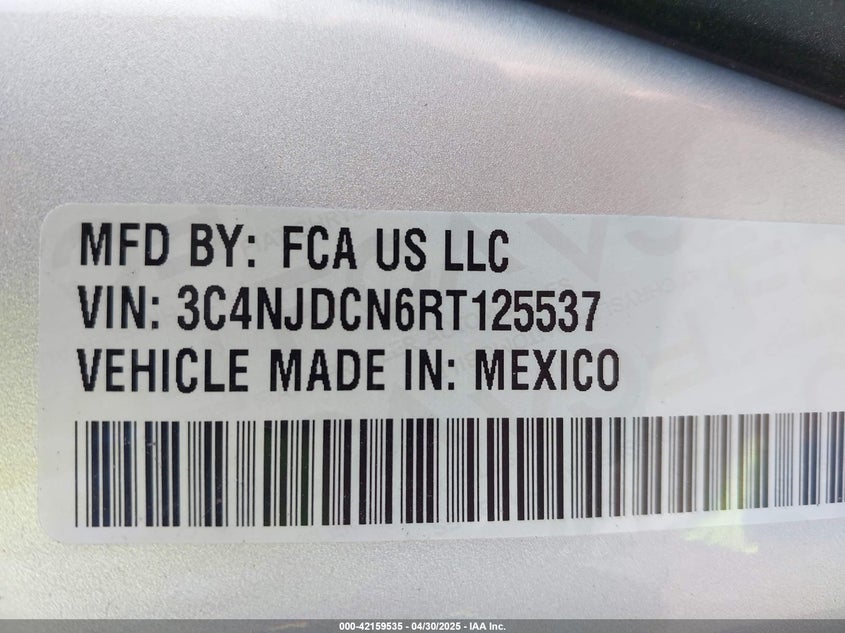 MFD BY: FCA US LLC
VIN: 3C4NJDCN6RT125537
VEHICLE MADE IN: MEXICO
000-42159535 - 04/30/2025 - IAA Inc.